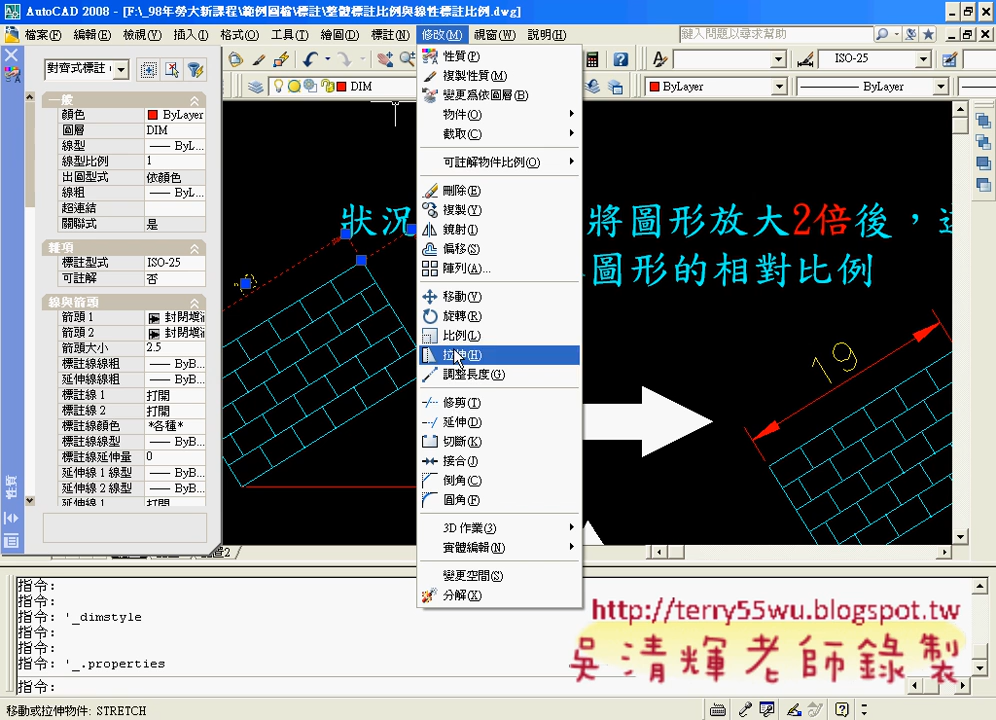 AutoCAD 2008 - [F:\_98年勞大新課程\範例圖檔\標註\整體標註比例與線性標註比例.dwg]
檔案(F) 編輯(E) 檢視(V) 插入(I) 格式(O) 工具(T) 繪圖(D) 標註(N) 修改(M) 視窗(W) 說明(H) 鍵入問題以尋求幫助
對齊式標註
ISO-25
DIM
ByLayer
ByLayer
一般
顏色 ByLayer
圖層 DIM
線型 ByL...
線型比例 1
出圖型式 依顏色
線粗 ByL...
超連結
關聯式 是
雜項
標註型式 ISO-25
可註解 否
線與箭頭
箭頭 1 封閉填
箭頭 2 封閉填
箭頭大小 2.5
標註線線粗 ByB...
延伸線線粗 ByB...
標註線 1 打開
標註線 2 打開
標註線顏色 *各種*
標註線線型 ByB...
標註線延伸量 0
延伸線 1 線型 ByB...
延伸線 2 線型 ByB...
延伸線 1 打開
性質
性質(P)
複製性質(M)
變更為依圖層(B)
物件(O)
截取(C)
可註解物件比例(O)
刪除(E)
複製(Y)
鏡射(I)
偏移(S)
陣列(A)...
移動(V)
旋轉(R)
比例(L)
拉伸(H)
調整長度(G)
修剪(T)
延伸(D)
切斷(K)
接合(J)
倒角(C)
圓角(F)
3D 作業(3)
實體編輯(N)
變更空間(S)
分解(X)
狀況
將圖形放大2倍後，這
圖形的相對比例
19
配置2
指令:
指令:
指令: '_dimstyle
指令:
指令:
指令: '_.properties
指令:
http://terry55wu.blogspot.tw
吳清輝老師錄製
移動或拉伸物件: STRETCH